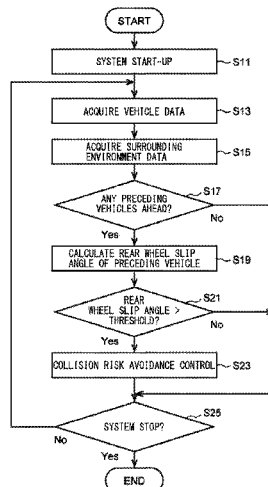 START
SYSTEM START-UP
S11
ACQUIRE VEHICLE DATA
S13
ACQUIRE SURROUNDING
ENVIRONMENT DATA
S15
S17
ANY PRECEDING
VEHICLES AHEAD?
No
Yes
CALCULATE REAR WHEEL SLIP
ANGLE OF PRECEDING VEHICLE
S19
S21
REAR
WHEEL SLIP ANGLE >
THRESHOLD?
No
Yes
COLLISION RISK AVOIDANCE CONTROL
S23
S25
SYSTEM STOP?
No
Yes
END